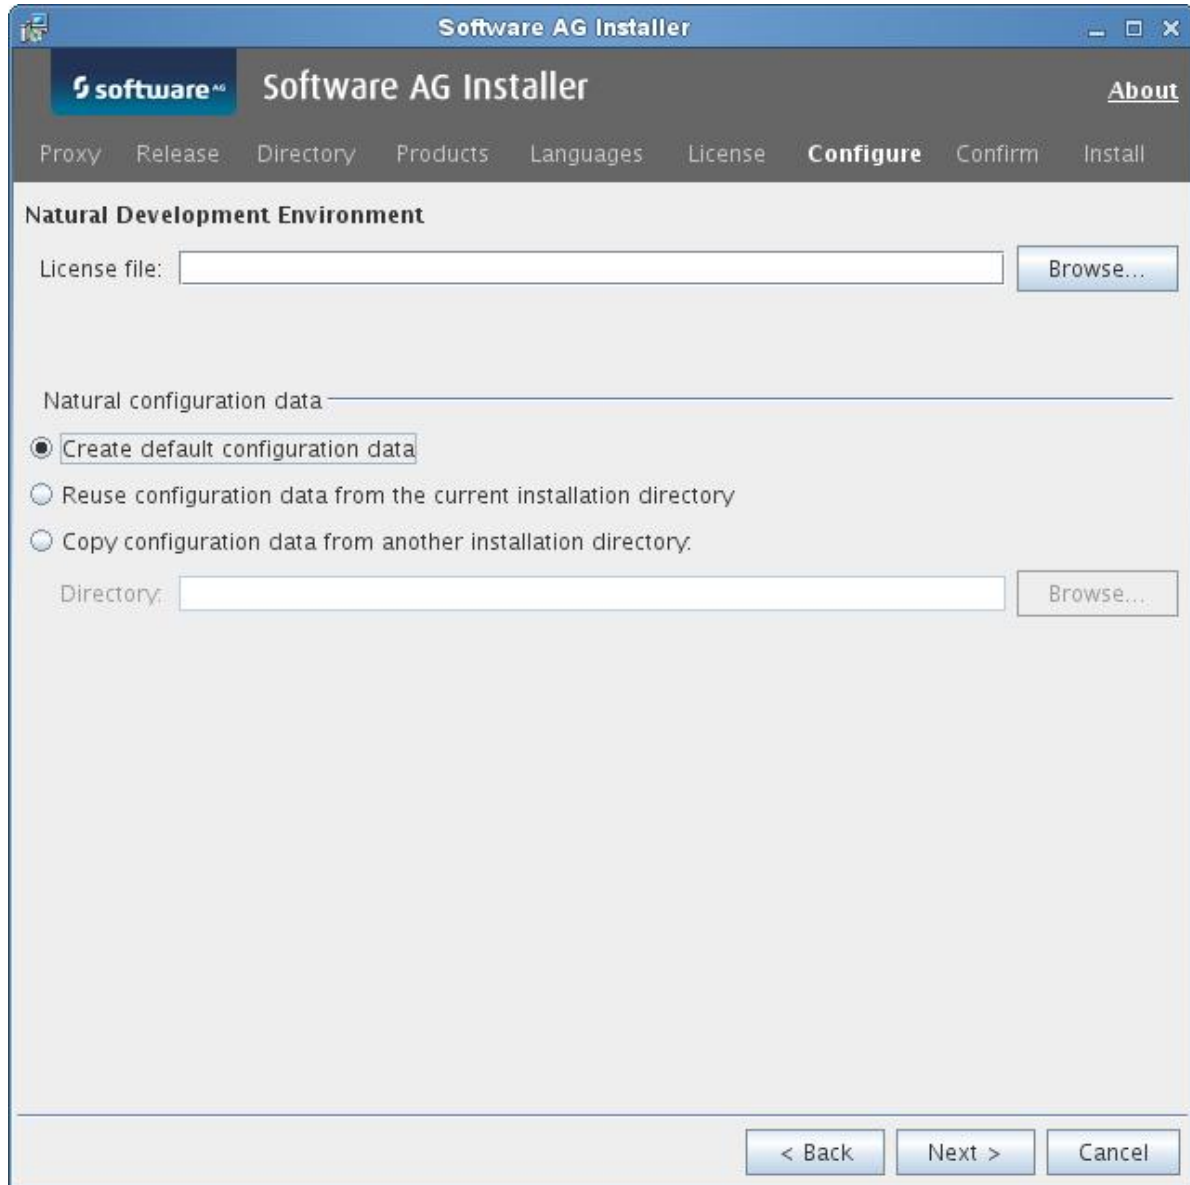 Software AG Installer
software AG Software AG Installer About
Proxy Release Directory Products Languages License Configure Confirm Install
Natural Development Environment
License file: Browse...
Natural configuration data
Create default configuration data
Reuse configuration data from the current installation directory
Copy configuration data from another installation directory:
Directory: Browse...
< Back Next > Cancel